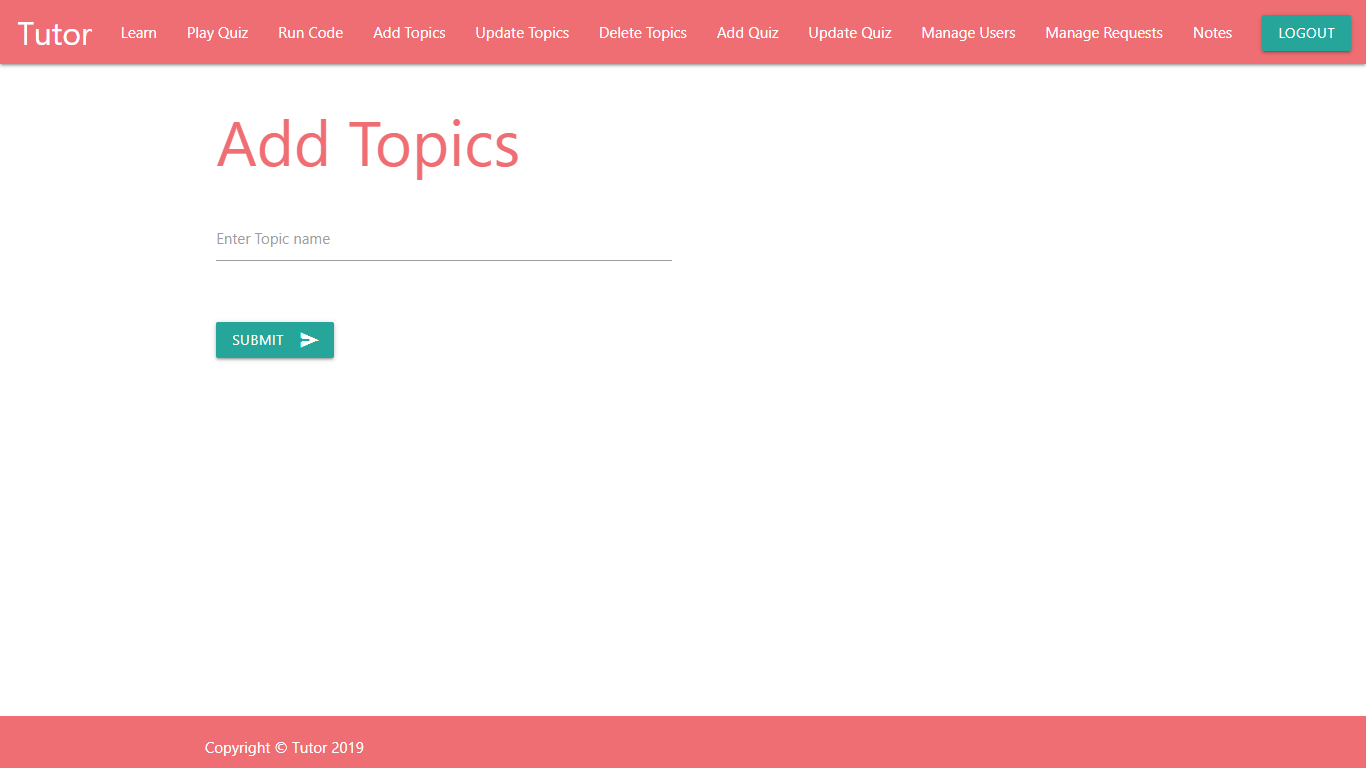 Tutor Learn Play Quiz Run Code Add Topics Update Topics Delete Topics Add Quiz Update Quiz Manage Users Manage Requests Notes LOGOUT
Add Topics
Enter Topic name
SUBMIT
Copyright © Tutor 2019